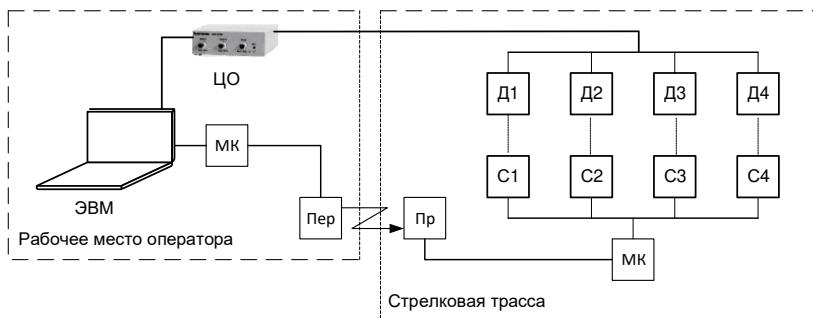 ЦО
Д1
Д2
Д3
Д4
МК
С1
С2
С3
С4
ЭВМ
Пер
Пр
Рабочее место оператора
МК
Стрелковая трасса